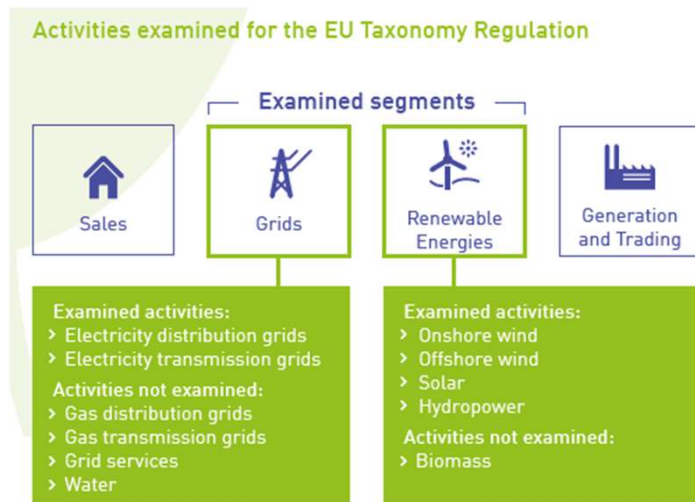 Activities examined for the EU Taxonomy Regulation
Examined segments
Sales
Grids
Renewable
Energies
Generation
and Trading
Examined activities:
> Electricity distribution grids
> Electricity transmission grids
Activities not examined:
> Gas distribution grids
> Gas transmission grids
> Grid services
> Water
Examined activities:
> Onshore wind
> Offshore wind
> Solar
> Hydropower
Activities not examined:
> Biomass